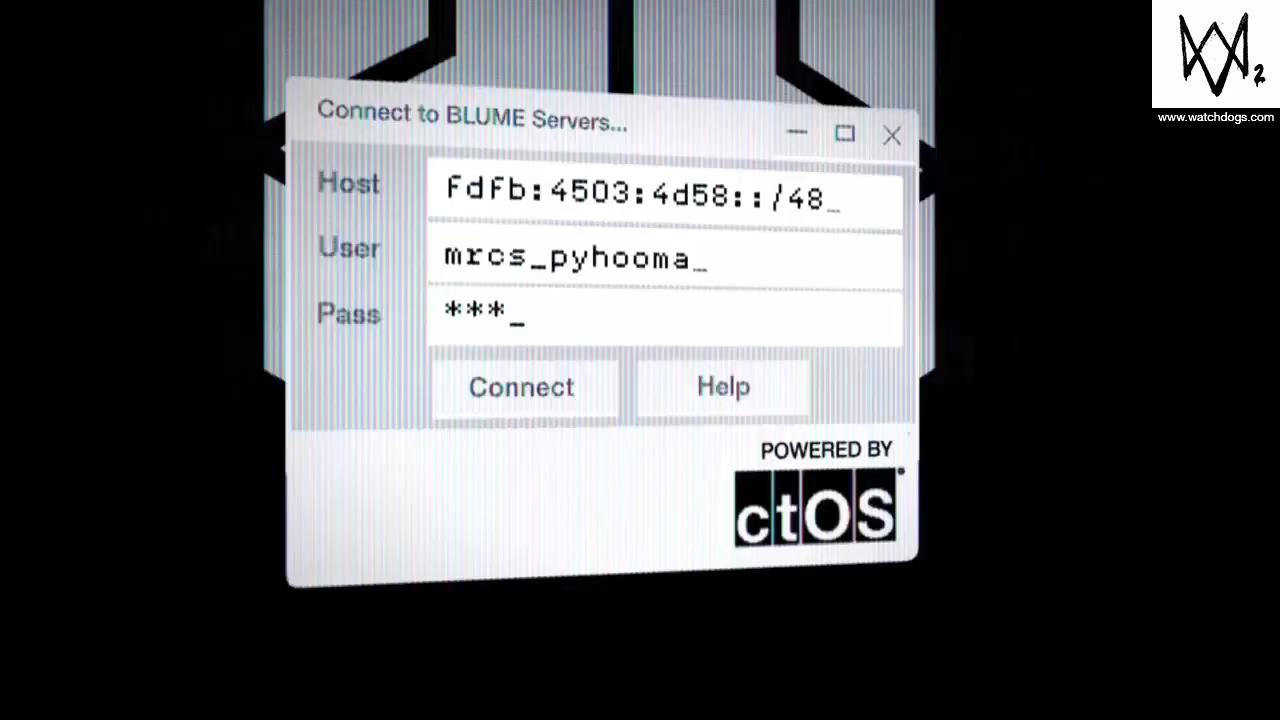 2
www.watchdogs.com
Connect to BLUME Servers...
Host fdfb:4503:4d58::/48_
User mrcs_pyhooma_
Pass ***_
Connect Help
POWERED BY
ctOS